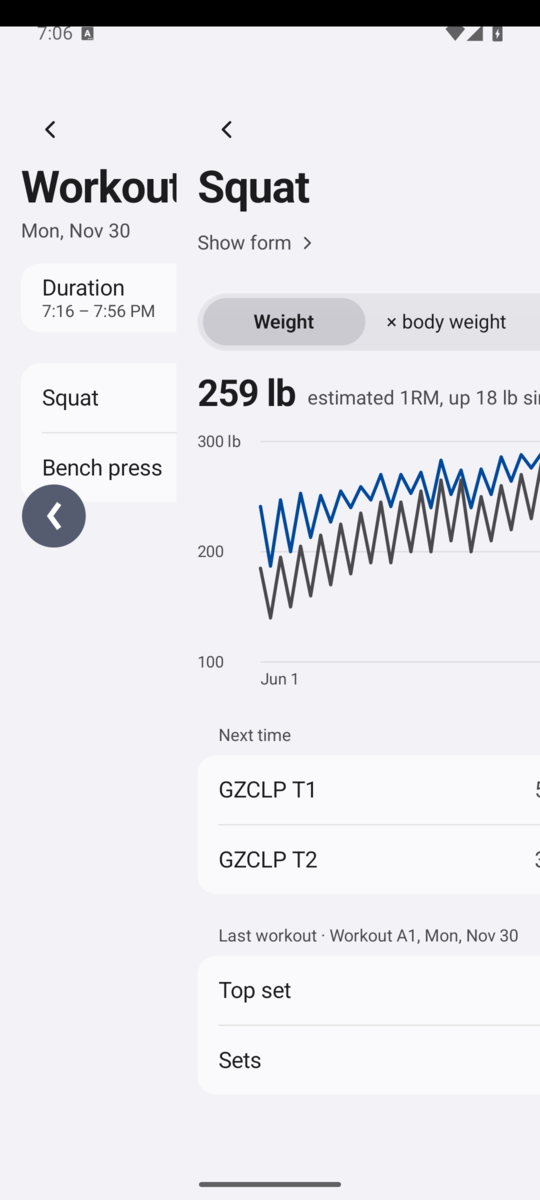 7:06
Workout
Mon, Nov 30
Duration
7:16 – 7:56 PM
Squat
Bench press
Squat
Show form
Weight
× body weight
259 lb estimated 1RM, up 18 lb
300 lb
200
100
Jun 1
Next time
GZCLP T1
GZCLP T2
Last workout · Workout A1, Mon, Nov 30
Top set
Sets